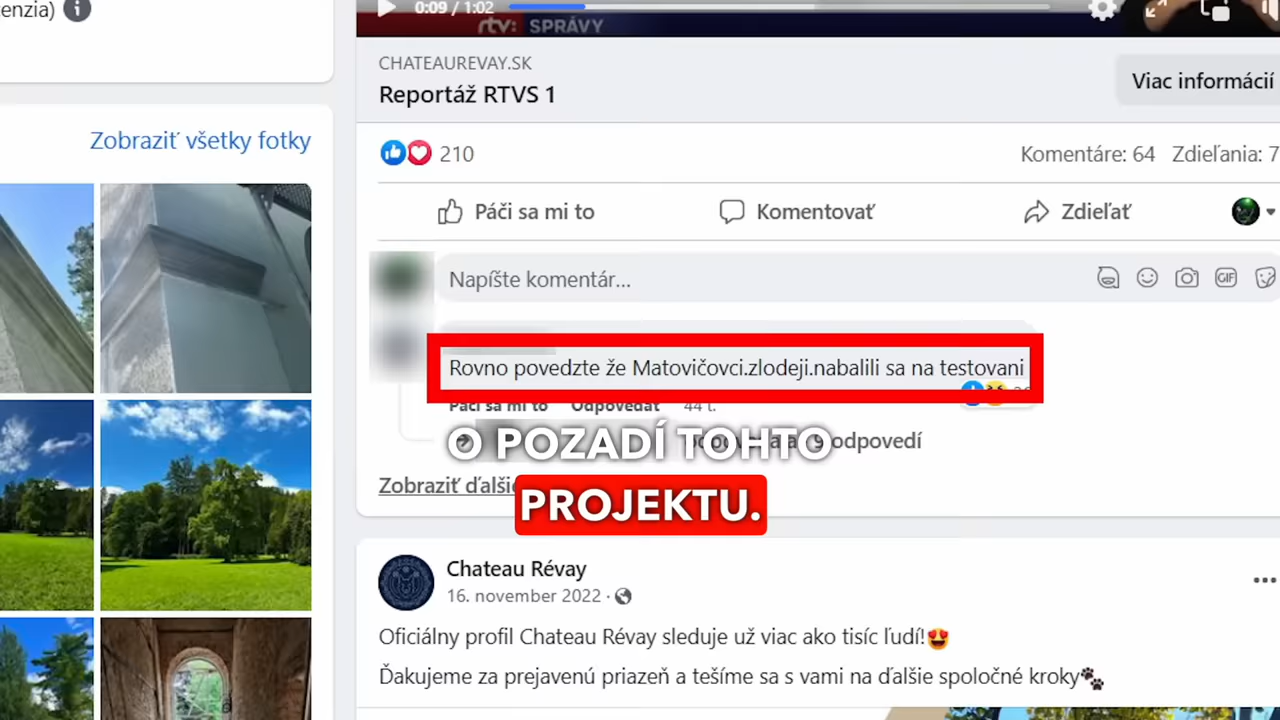 enzia)
0:09 / 1:02
rtv: SPRÁVY
CHATEAUREVAY.SK
Reportáž RTVS 1
Viac informácií
Zobraziť všetky fotky
210
Komentáre: 64 Zdieľania: 7
Páči sa mi to
Komentovať
Zdieľať
Napíšte komentár...
GIF
Rovno povedzte že Matovičovci.zlodeji.nabalili sa na testovani
Páči sa mi to Odpovedať 44 t.
odpovedí
O POZADÍ TOHTO
PROJEKTU.
Zobraziť ďalšie
Chateau Révay
16. november 2022 ·
Oficiálny profil Chateau Révay sleduje už viac ako tisíc ľudí!😍
Ďakujeme za prejavenú priazeň a tešíme sa s vami na ďalšie spoločné kroky🐾